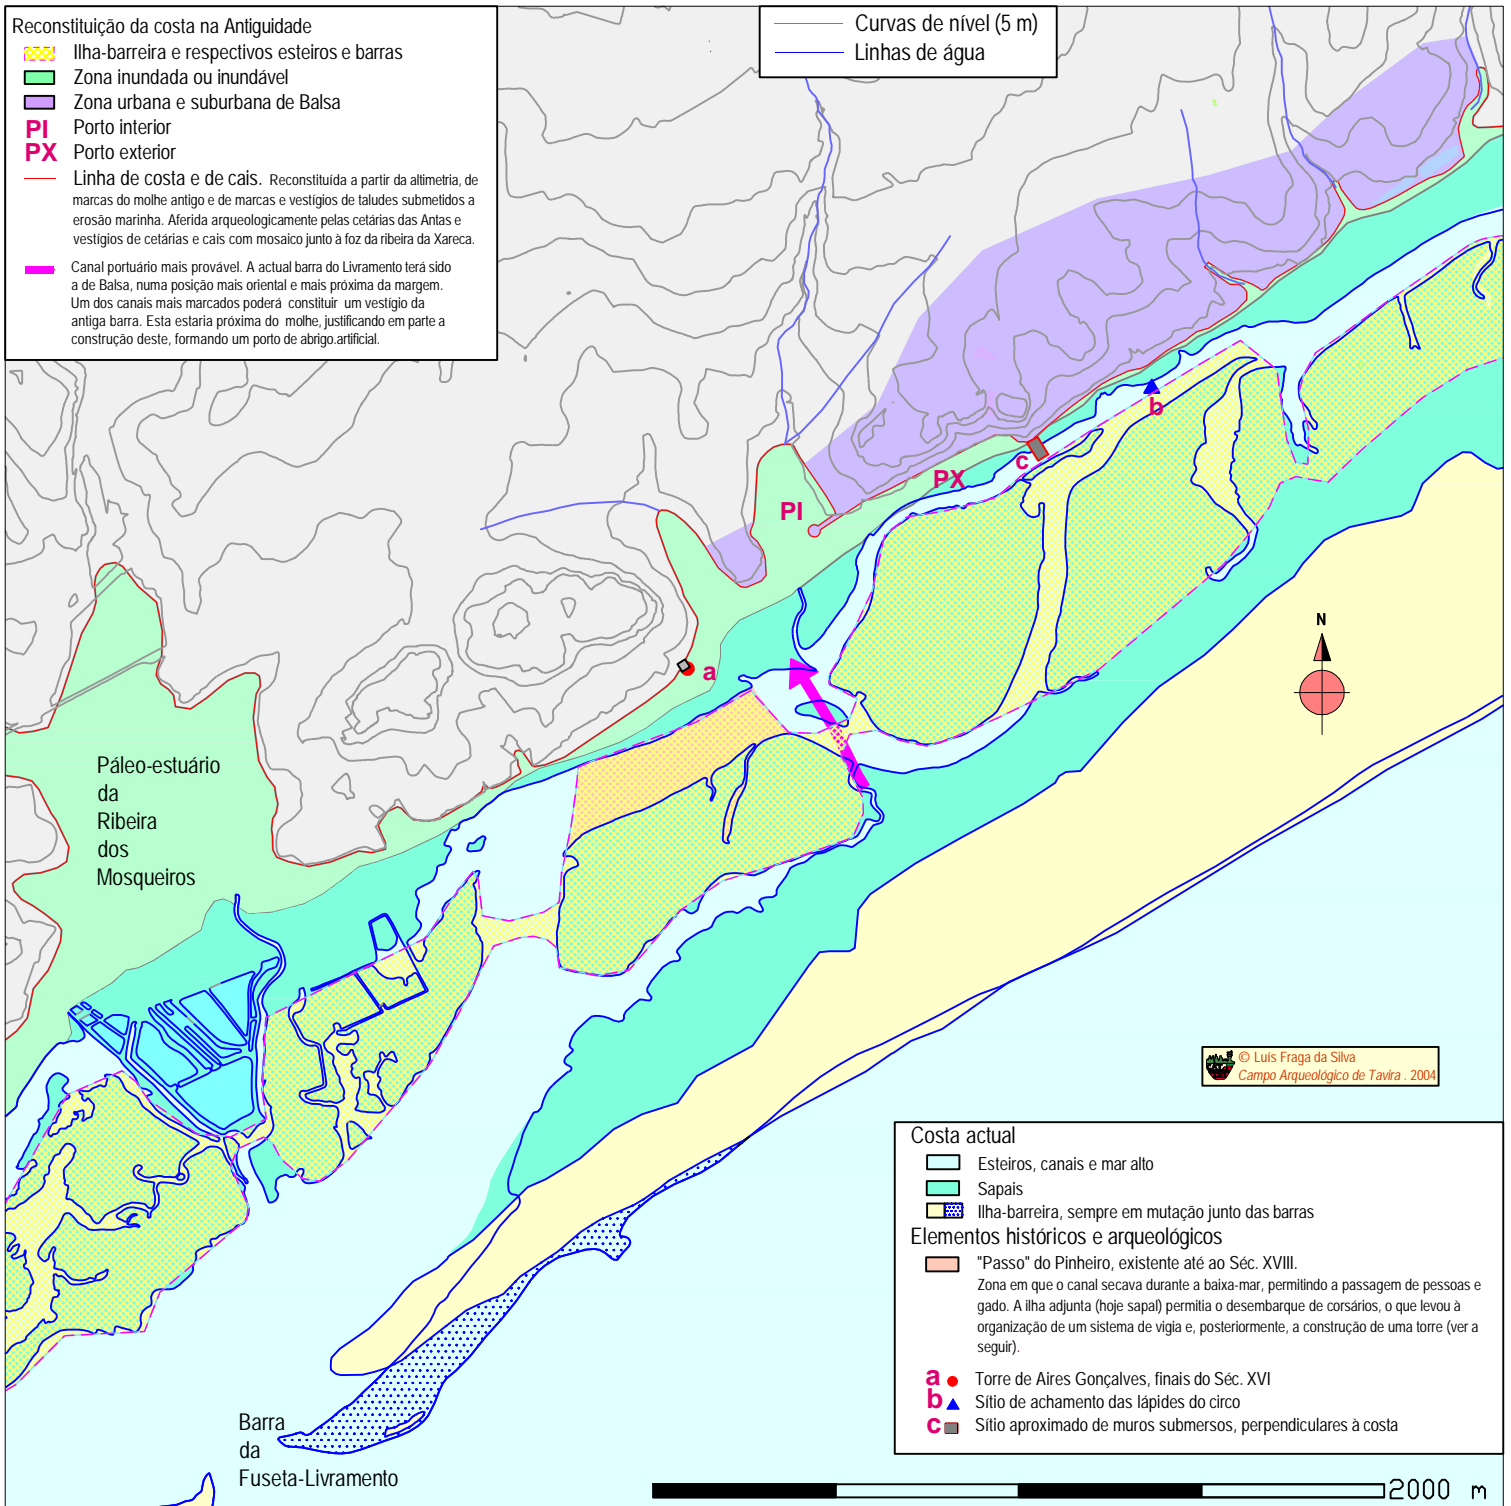 Reconstituição da costa na Antiguidade
Ilha-barreira e respectivos esteiros e barras
Zona inundada ou inundável
Zona urbana e suburbana de Balsa
PI Porto interior
PX Porto exterior
Linha de costa e de cais. Reconstituída a partir da altimetria, de
marcas do molhe antigo e de marcas e vestígios de taludes submetidos a
erosão marinha. Aferida arqueologicamente pelas cetárias das Antas e
vestígios de cetárias e cais com mosaico junto à foz da ribeira da Xareca.
Canal portuário mais provável. A actual barra do Livramento terá sido
a de Balsa, numa posição mais oriental e mais próxima da margem.
Um dos canais mais marcados poderá constituir um vestígio da
antiga barra. Esta estaria próxima do molhe, justificando em parte a
construção deste, formando um porto de abrigo.artificial.
Curvas de nível (5 m)
Linhas de água
b
c
PX
PI
a
N
Páleo-estuário
da
Ribeira
dos
Mosqueiros
© Luís Fraga da Silva
Campo Arqueológico de Tavira . 2004
Costa actual
Esteiros, canais e mar alto
Sapais
Ilha-barreira, sempre em mutação junto das barras
Elementos históricos e arqueológicos
"Passo" do Pinheiro, existente até ao Séc. XVIII.
Zona em que o canal secava durante a baixa-mar, permitindo a passagem de pessoas e
gado. A ilha adjunta (hoje sapal) permitia o desembarque de corsários, o que levou à
organização de um sistema de vigia e, posteriormente, a construção de uma torre (ver a
seguir).
a Torre de Aires Gonçalves, finais do Séc. XVI
b Sítio de achamento das lápides do circo
c Sítio aproximado de muros submersos, perpendiculares à costa
Barra
da
Fuseta-Livramento
2000 m